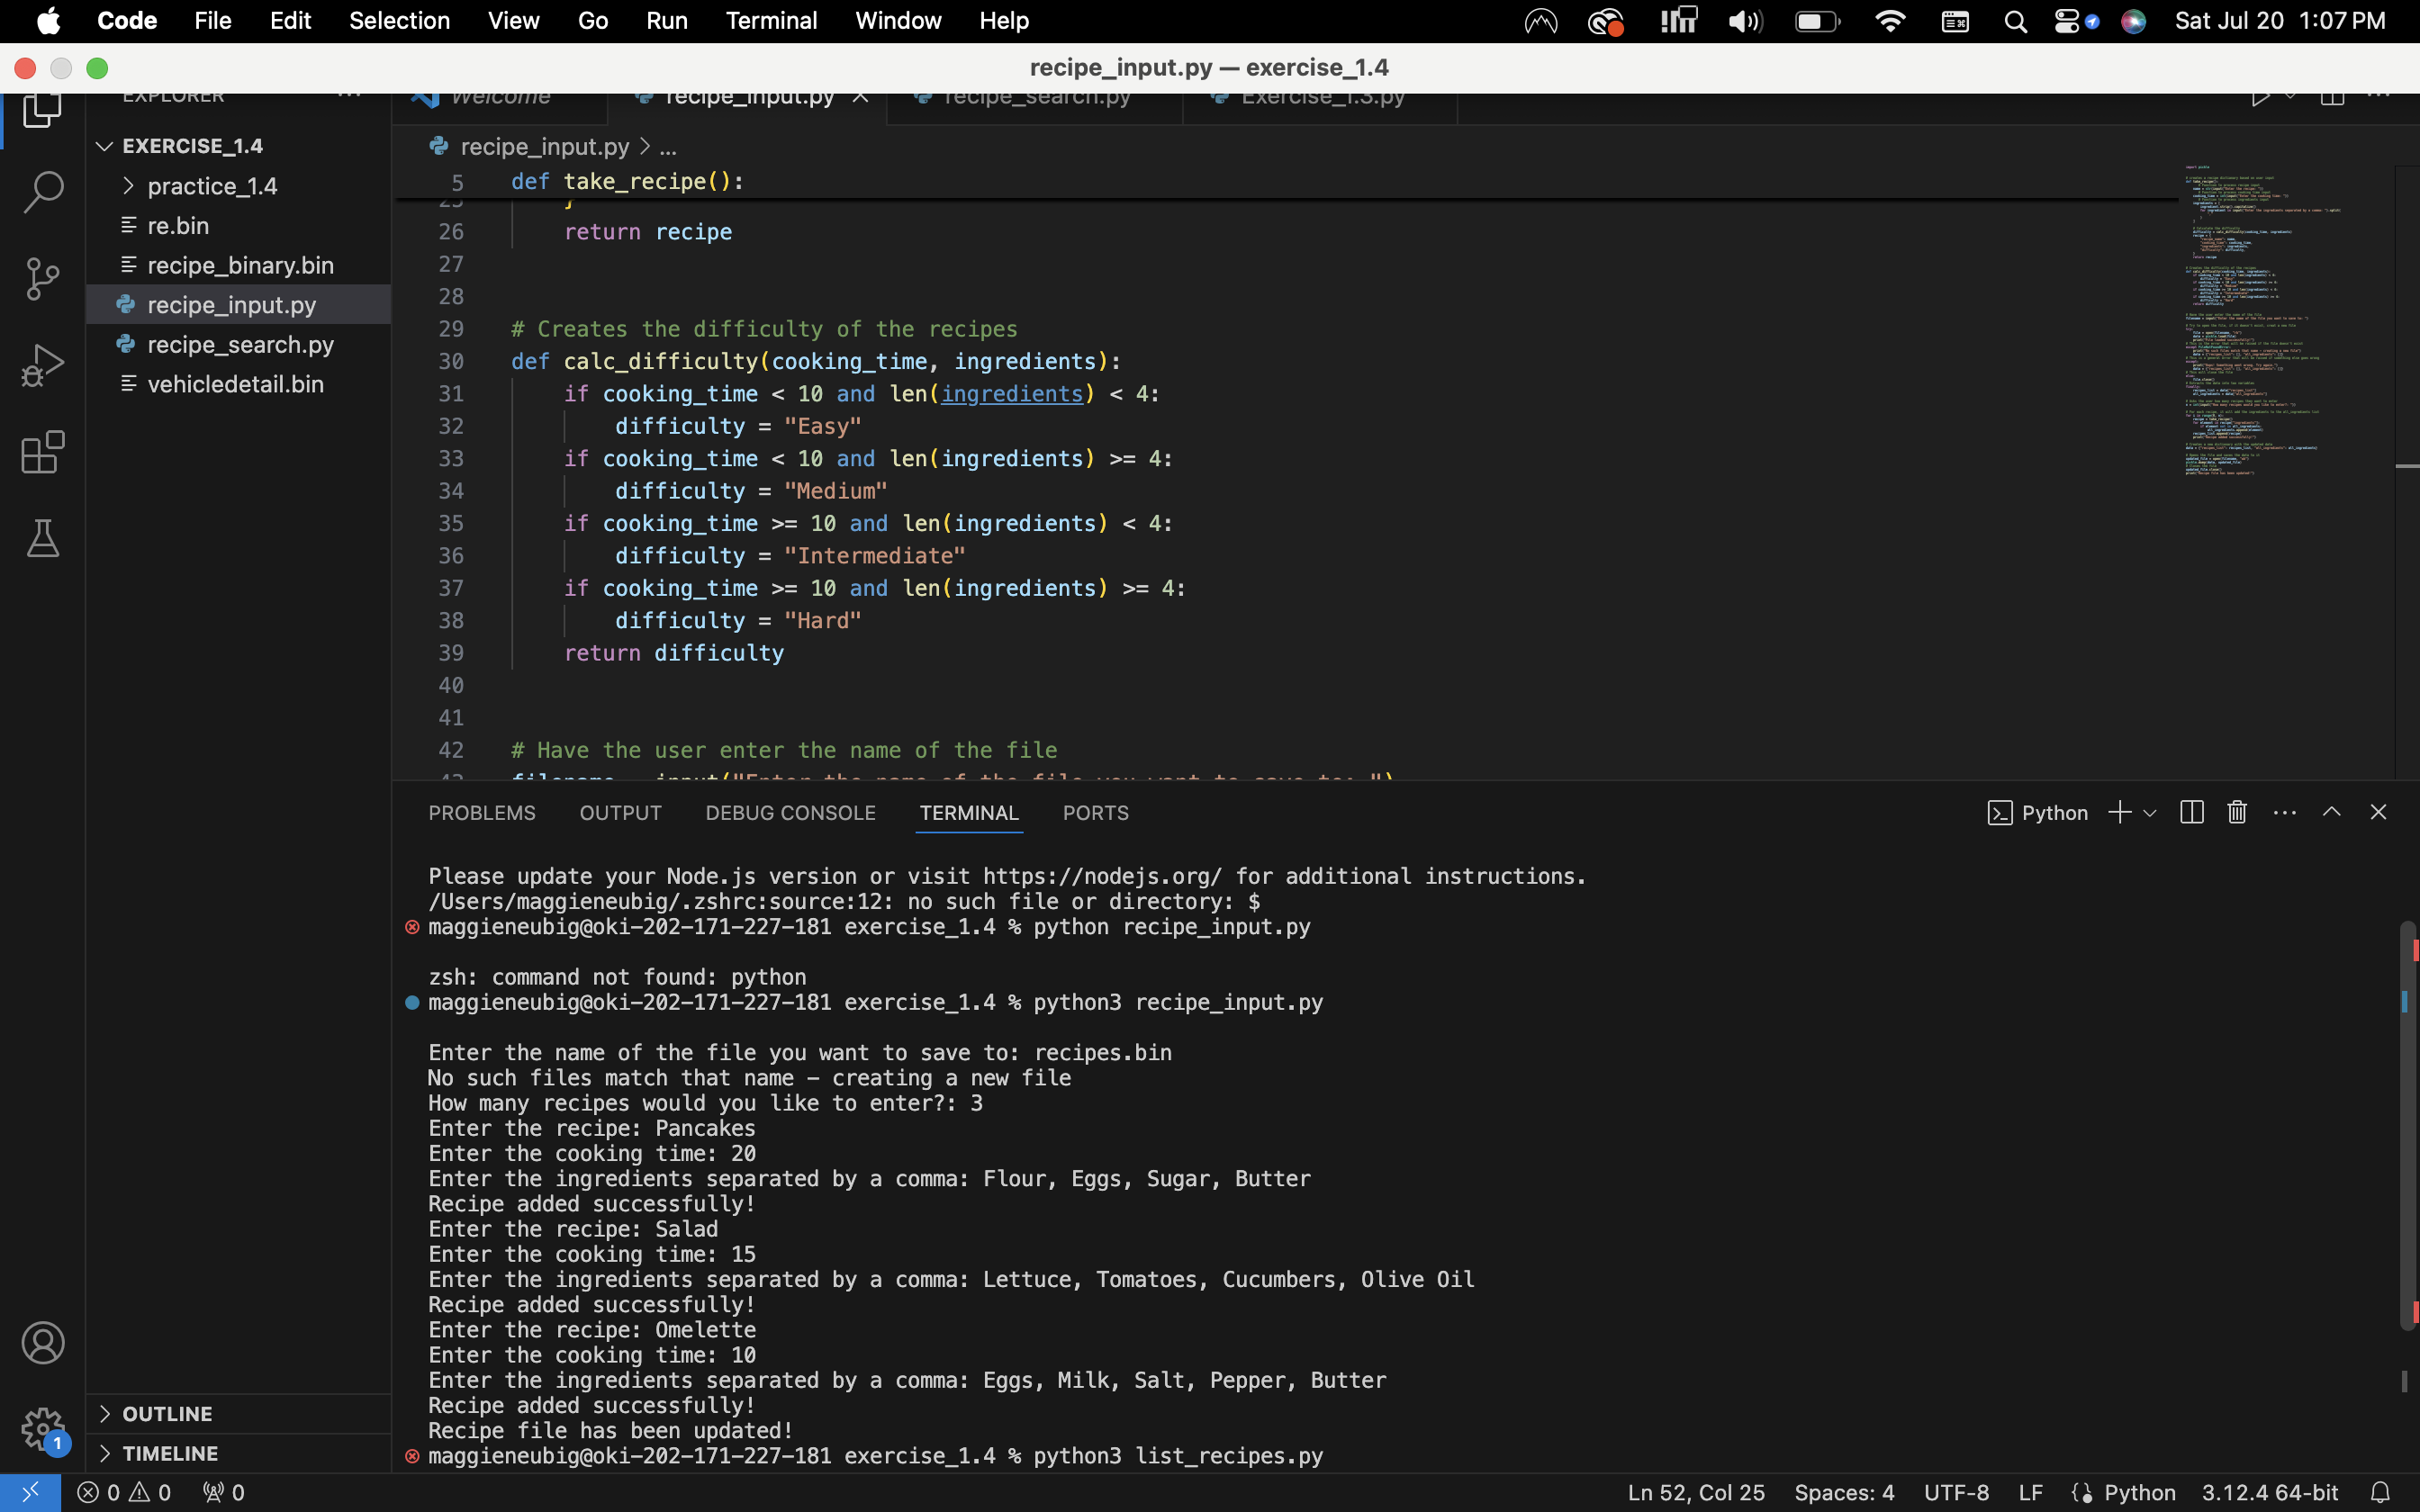 Code File Edit Selection View Go Run Terminal Window Help Sat Jul 20 1:07 PM
recipe_input.py — exercise_1.4
EXPLORER
Welcome recipe_input.py recipe_search.py Exercise_1.3.py
EXERCISE_1.4
practice_1.4
re.bin
recipe_binary.bin
recipe_input.py
recipe_search.py
vehicledetail.bin
OUTLINE
TIMELINE
1
recipe_input.py > ...
5 def take_recipe():
25 }
26 return recipe
27
28
29 # Creates the difficulty of the recipes
30 def calc_difficulty(cooking_time, ingredients):
31 if cooking_time < 10 and len(ingredients) < 4:
32 difficulty = "Easy"
33 if cooking_time < 10 and len(ingredients) >= 4:
34 difficulty = "Medium"
35 if cooking_time >= 10 and len(ingredients) < 4:
36 difficulty = "Intermediate"
37 if cooking_time >= 10 and len(ingredients) >= 4:
38 difficulty = "Hard"
39 return difficulty
40
41
42 # Have the user enter the name of the file
43 filename = input("Enter the name of the file you want to save to: ")
PROBLEMS OUTPUT DEBUG CONSOLE TERMINAL PORTS Python
Please update your Node.js version or visit https://nodejs.org/ for additional instructions.
/Users/maggieneubig/.zshrc:source:12: no such file or directory: $
maggieneubig@oki-202-171-227-181 exercise_1.4 % python recipe_input.py
zsh: command not found: python
maggieneubig@oki-202-171-227-181 exercise_1.4 % python3 recipe_input.py
Enter the name of the file you want to save to: recipes.bin
No such files match that name – creating a new file
How many recipes would you like to enter?: 3
Enter the recipe: Pancakes
Enter the cooking time: 20
Enter the ingredients separated by a comma: Flour, Eggs, Sugar, Butter
Recipe added successfully!
Enter the recipe: Salad
Enter the cooking time: 15
Enter the ingredients separated by a comma: Lettuce, Tomatoes, Cucumbers, Olive Oil
Recipe added successfully!
Enter the recipe: Omelette
Enter the cooking time: 10
Enter the ingredients separated by a comma: Eggs, Milk, Salt, Pepper, Butter
Recipe added successfully!
Recipe file has been updated!
maggieneubig@oki-202-171-227-181 exercise_1.4 % python3 list_recipes.py
0 0 0 Ln 52, Col 25 Spaces: 4 UTF-8 LF Python 3.12.4 64-bit